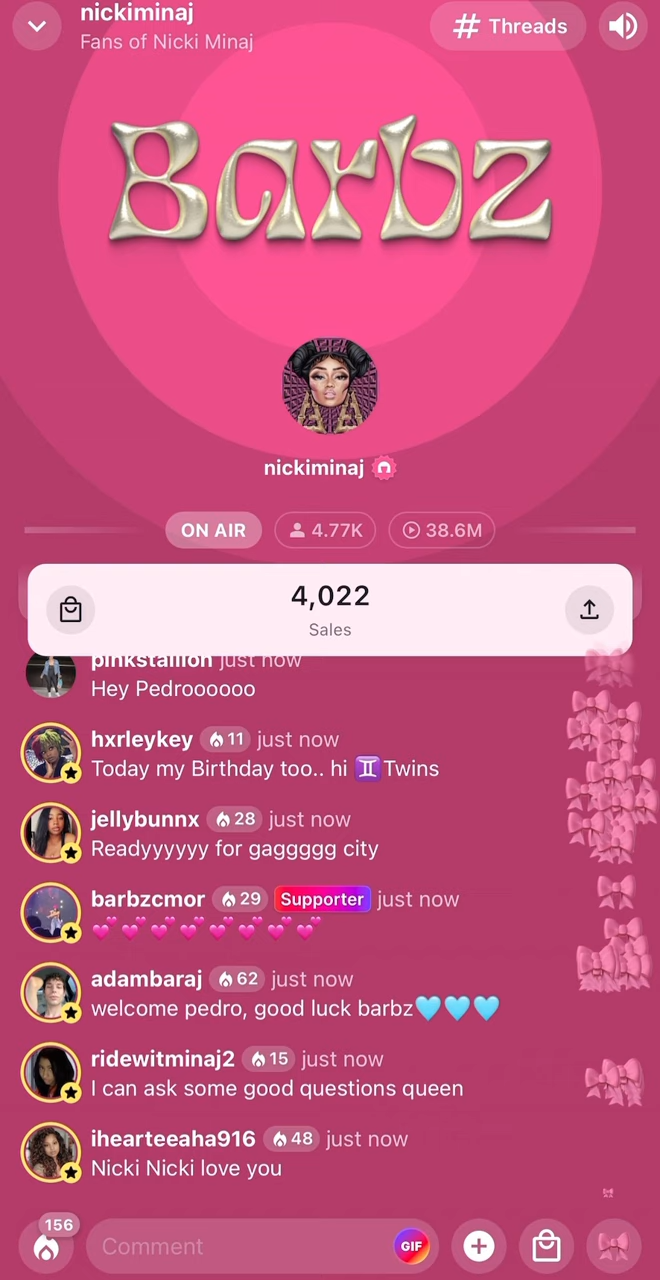 nickiminaj
Fans of Nicki Minaj
Threads
Barbz
nickiminaj
ON AIR 4.77K 38.6M
4,022
Sales
pinkstallion just now
Hey Pedroooooo
hxrleykey 11 just now
Today my Birthday too.. hi ♊Twins
jellybunnx 28 just now
Readyyyyyy for gaggggg city
barbzcmor 29 Supporter just now
💕💕💕💕💕💕💕💕
adambaraj 62 just now
welcome pedro, good luck barbz🩵🩵🩵
ridewitminaj2 15 just now
I can ask some good questions queen
ihearteeaha916 48 just now
Nicki Nicki love you
156
Comment GIF